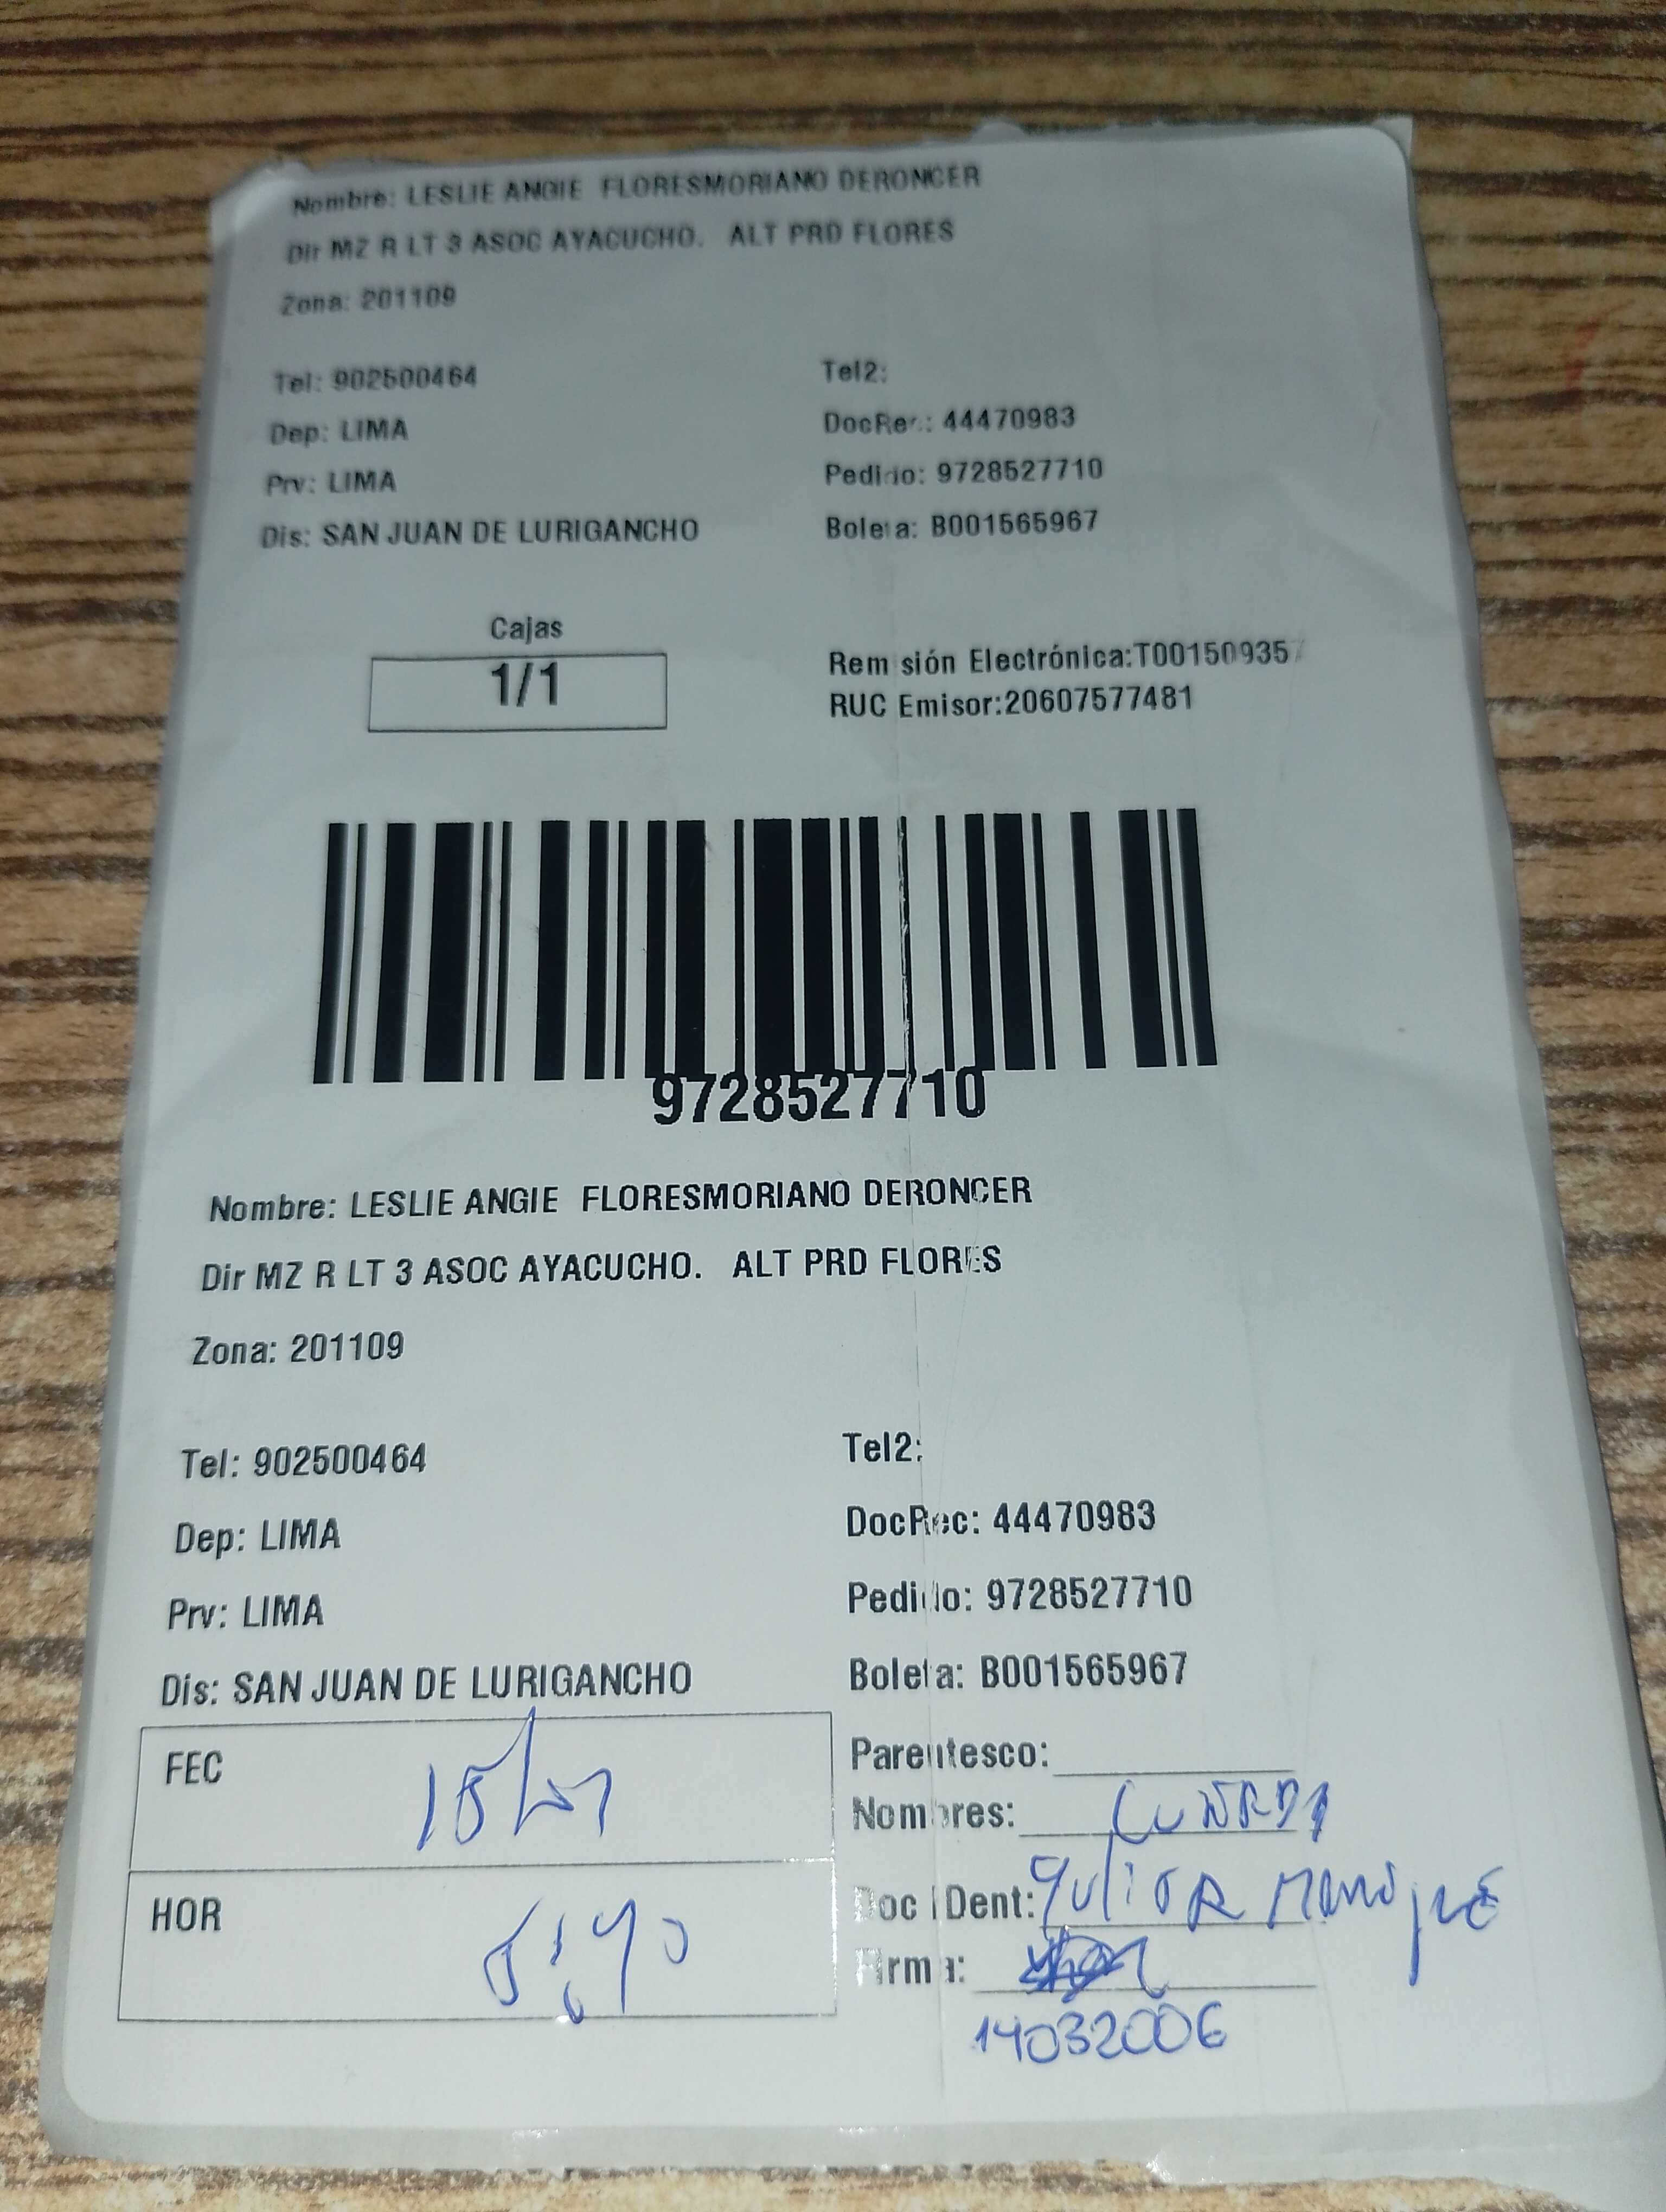 Nombre: LESLIE ANGIE FLORESMORIANO DERONCER
Dir MZ R LT 3 ASOC AYACUCHO. ALT PRD FLORES
Zona: 201109
Tel: 902500464 Tel2:
Dep: LIMA DocRec: 44470983
Prv: LIMA Pedido: 9728527710
Dis: SAN JUAN DE LURIGANCHO Boleta: B001565967
Cajas
1/1
Remisión Electrónica:T001509357
RUC Emisor:20607577481
9728527710
Nombre: LESLIE ANGIE FLORESMORIANO DERONCER
Dir MZ R LT 3 ASOC AYACUCHO. ALT PRD FLORES
Zona: 201109
Tel: 902500464 Tel2:
Dep: LIMA DocRec: 44470983
Prv: LIMA Pedido: 9728527710
Dis: SAN JUAN DE LURIGANCHO Boleta: B001565967
FEC
HOR
Parentesco:
Nombres: CUÑADA
Doc IDent: Manrique
Firma:
14032006